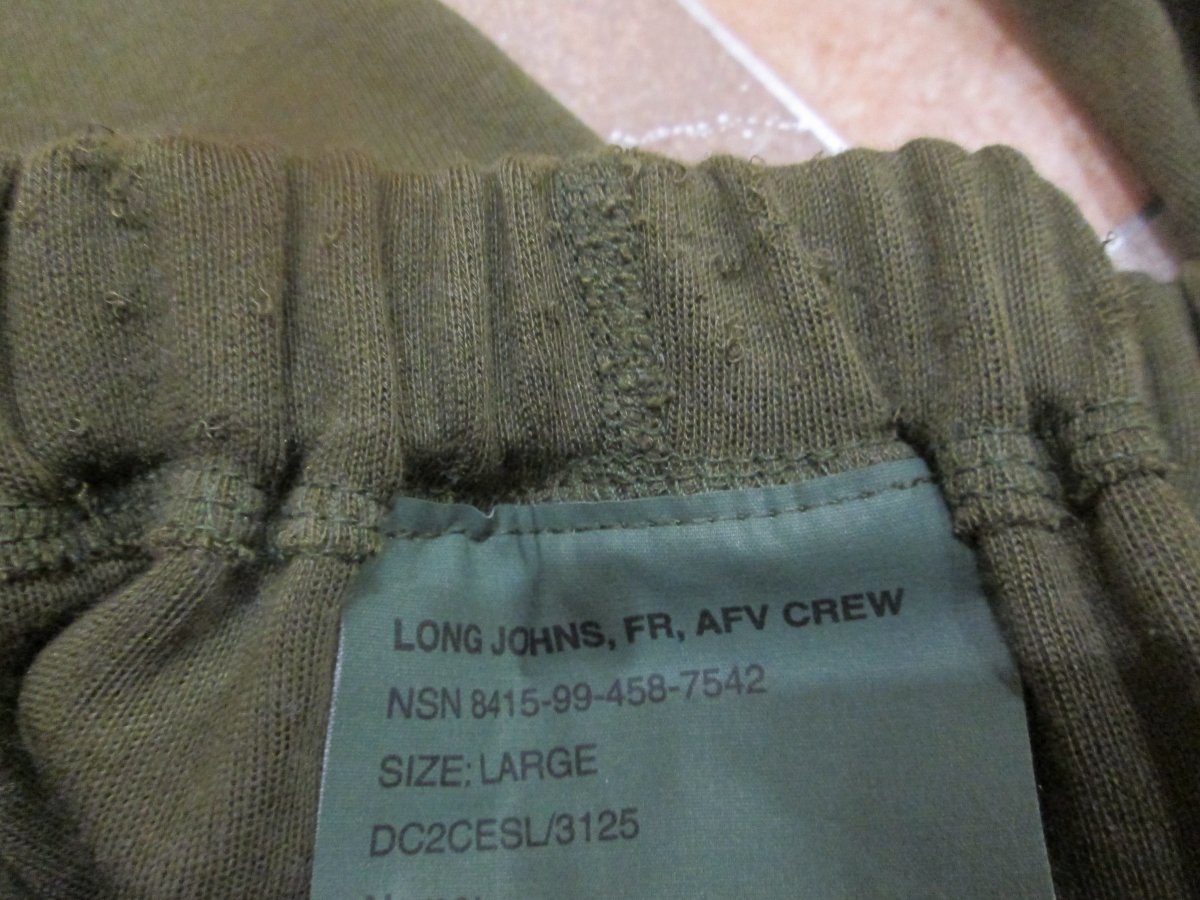 LONG JOHNS, FR, AFV CREW
NSN 8415-99-458-7542
SIZE: LARGE
DC2CESL/3125